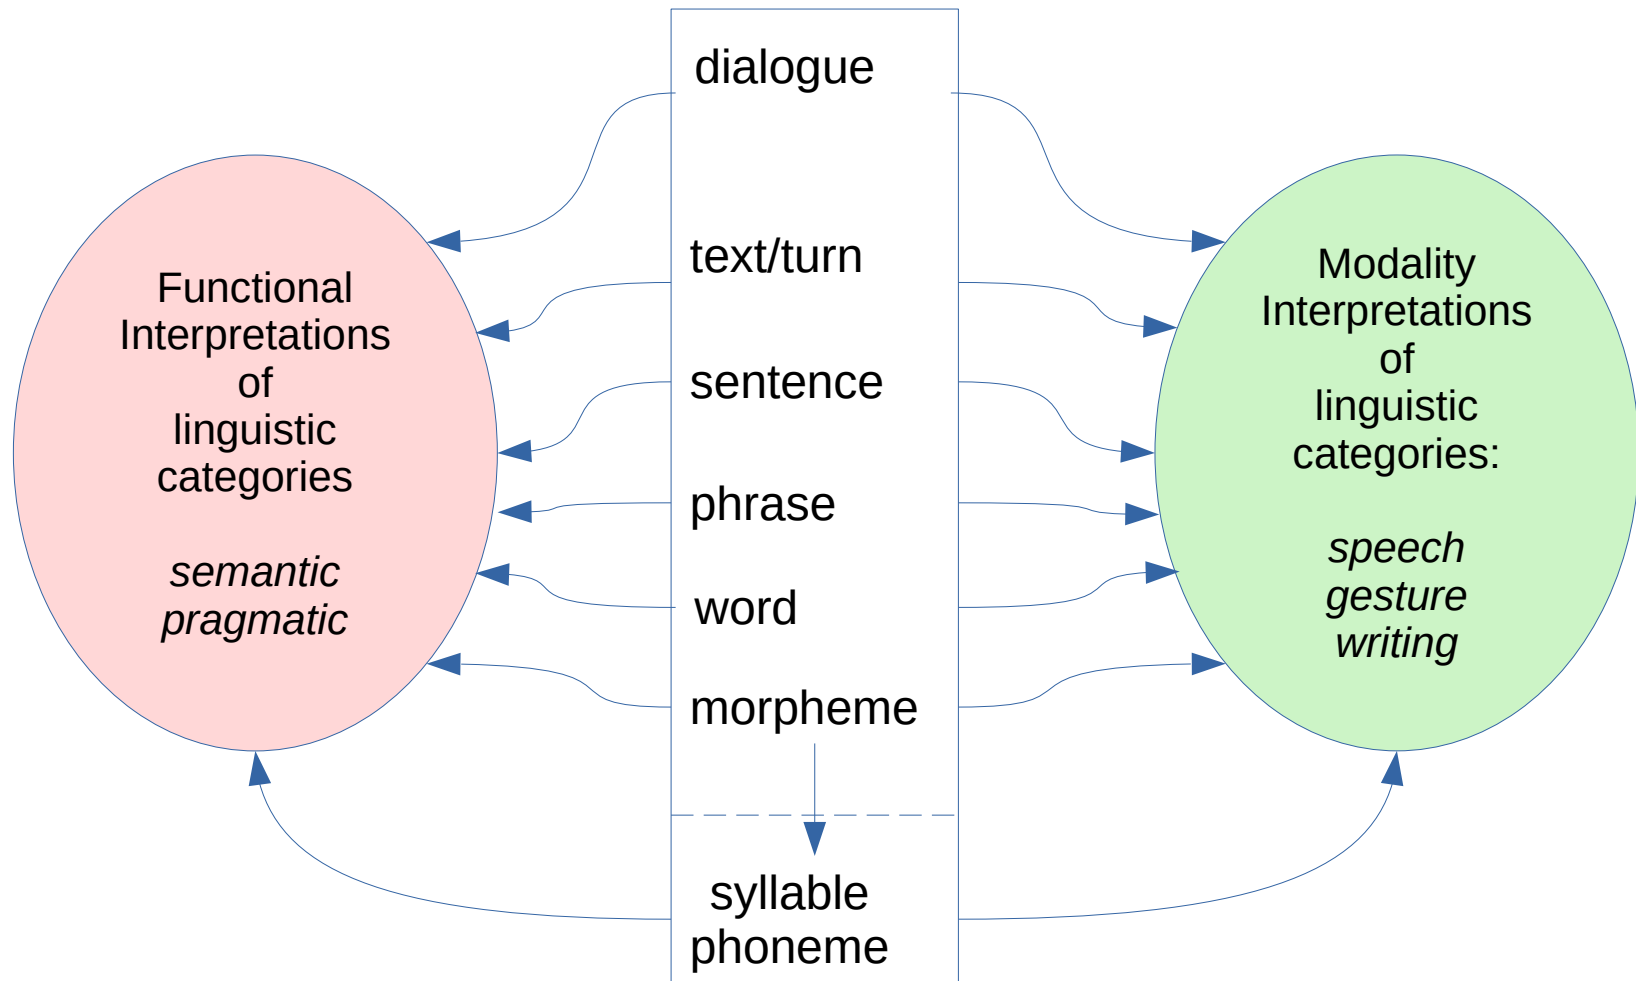 dialogue
text/turn
sentence
phrase
word
morpheme
syllable
phoneme
Functional
Interpretations
of
linguistic
categories
semantic
pragmatic
Modality
Interpretations
of
linguistic
categories:
speech
gesture
writing